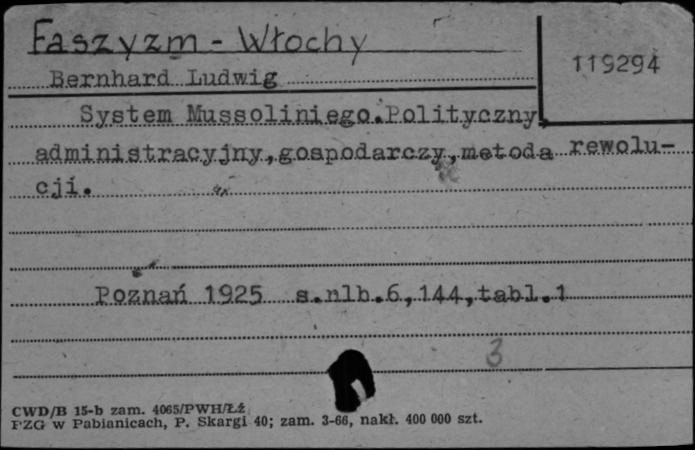 Faszyzm - Włochy
119294
Bernhard Ludwig
System Mussoliniego.Polityczny,
administracyjny,gospodarczy,metoda rewolu-
cji.
Poznań 1925 s.nlb.6,144,tabl.1
3
CWD/B 15-b zam. 4065/PWH/Łź
PZG w Pabianicach, P. Skargi 40; zam. 3-66, nakł. 400 000 szt.